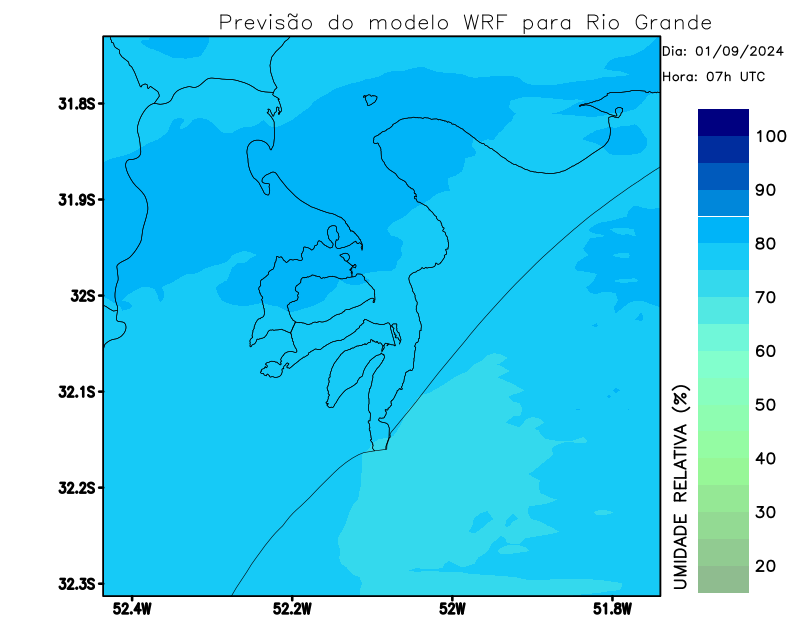 Previsão do modelo WRF para Rio Grande
Dia: 01/09/2024
Hora: 07h UTC
31.8S
31.9S
32S
32.1S
32.2S
32.3S
52.4W
52.2W
52W
51.8W
100
90
80
70
60
50
40
30
20
UMIDADE RELATIVA (%)